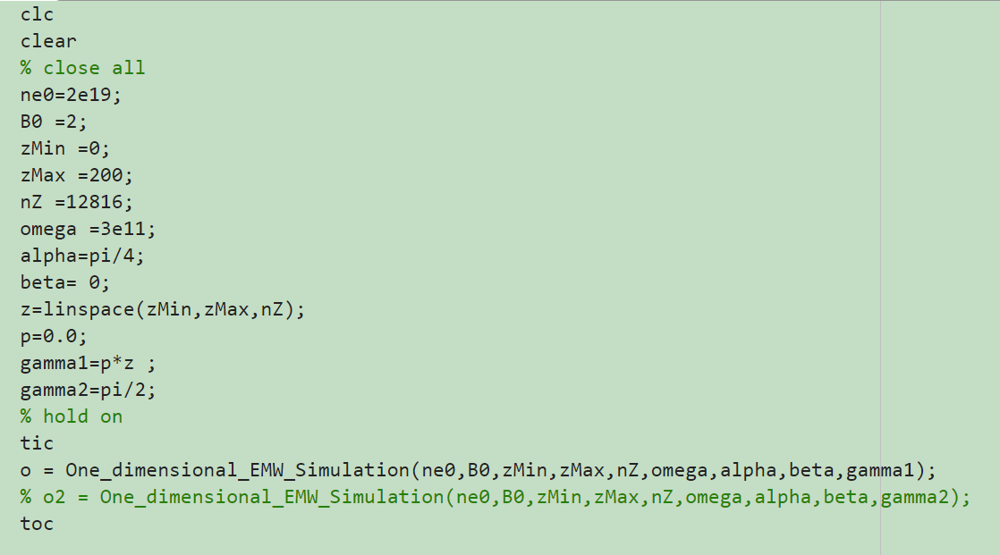 clc
clear
% close all
ne0=2e19;
B0 =2;
zMin =0;
zMax =200;
nZ =12816;
omega =3e11;
alpha=pi/4;
beta= 0;
z=linspace(zMin,zMax,nZ);
p=0.0;
gamma1=p*z ;
gamma2=pi/2;
% hold on
tic
o = One_dimensional_EMW_Simulation(ne0,B0,zMin,zMax,nZ,omega,alpha,beta,gamma1);
% o2 = One_dimensional_EMW_Simulation(ne0,B0,zMin,zMax,nZ,omega,alpha,beta,gamma2);
toc